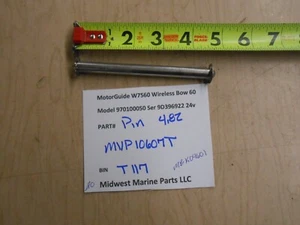 1 2 3 4 5 6 7
MotorGuide W7560 Wireless Bow 60
Model 970100050 Ser 9O396922 24v
PART# Pin 4.82
MVP10607T
BIN T117
Midwest Marine Parts LLC